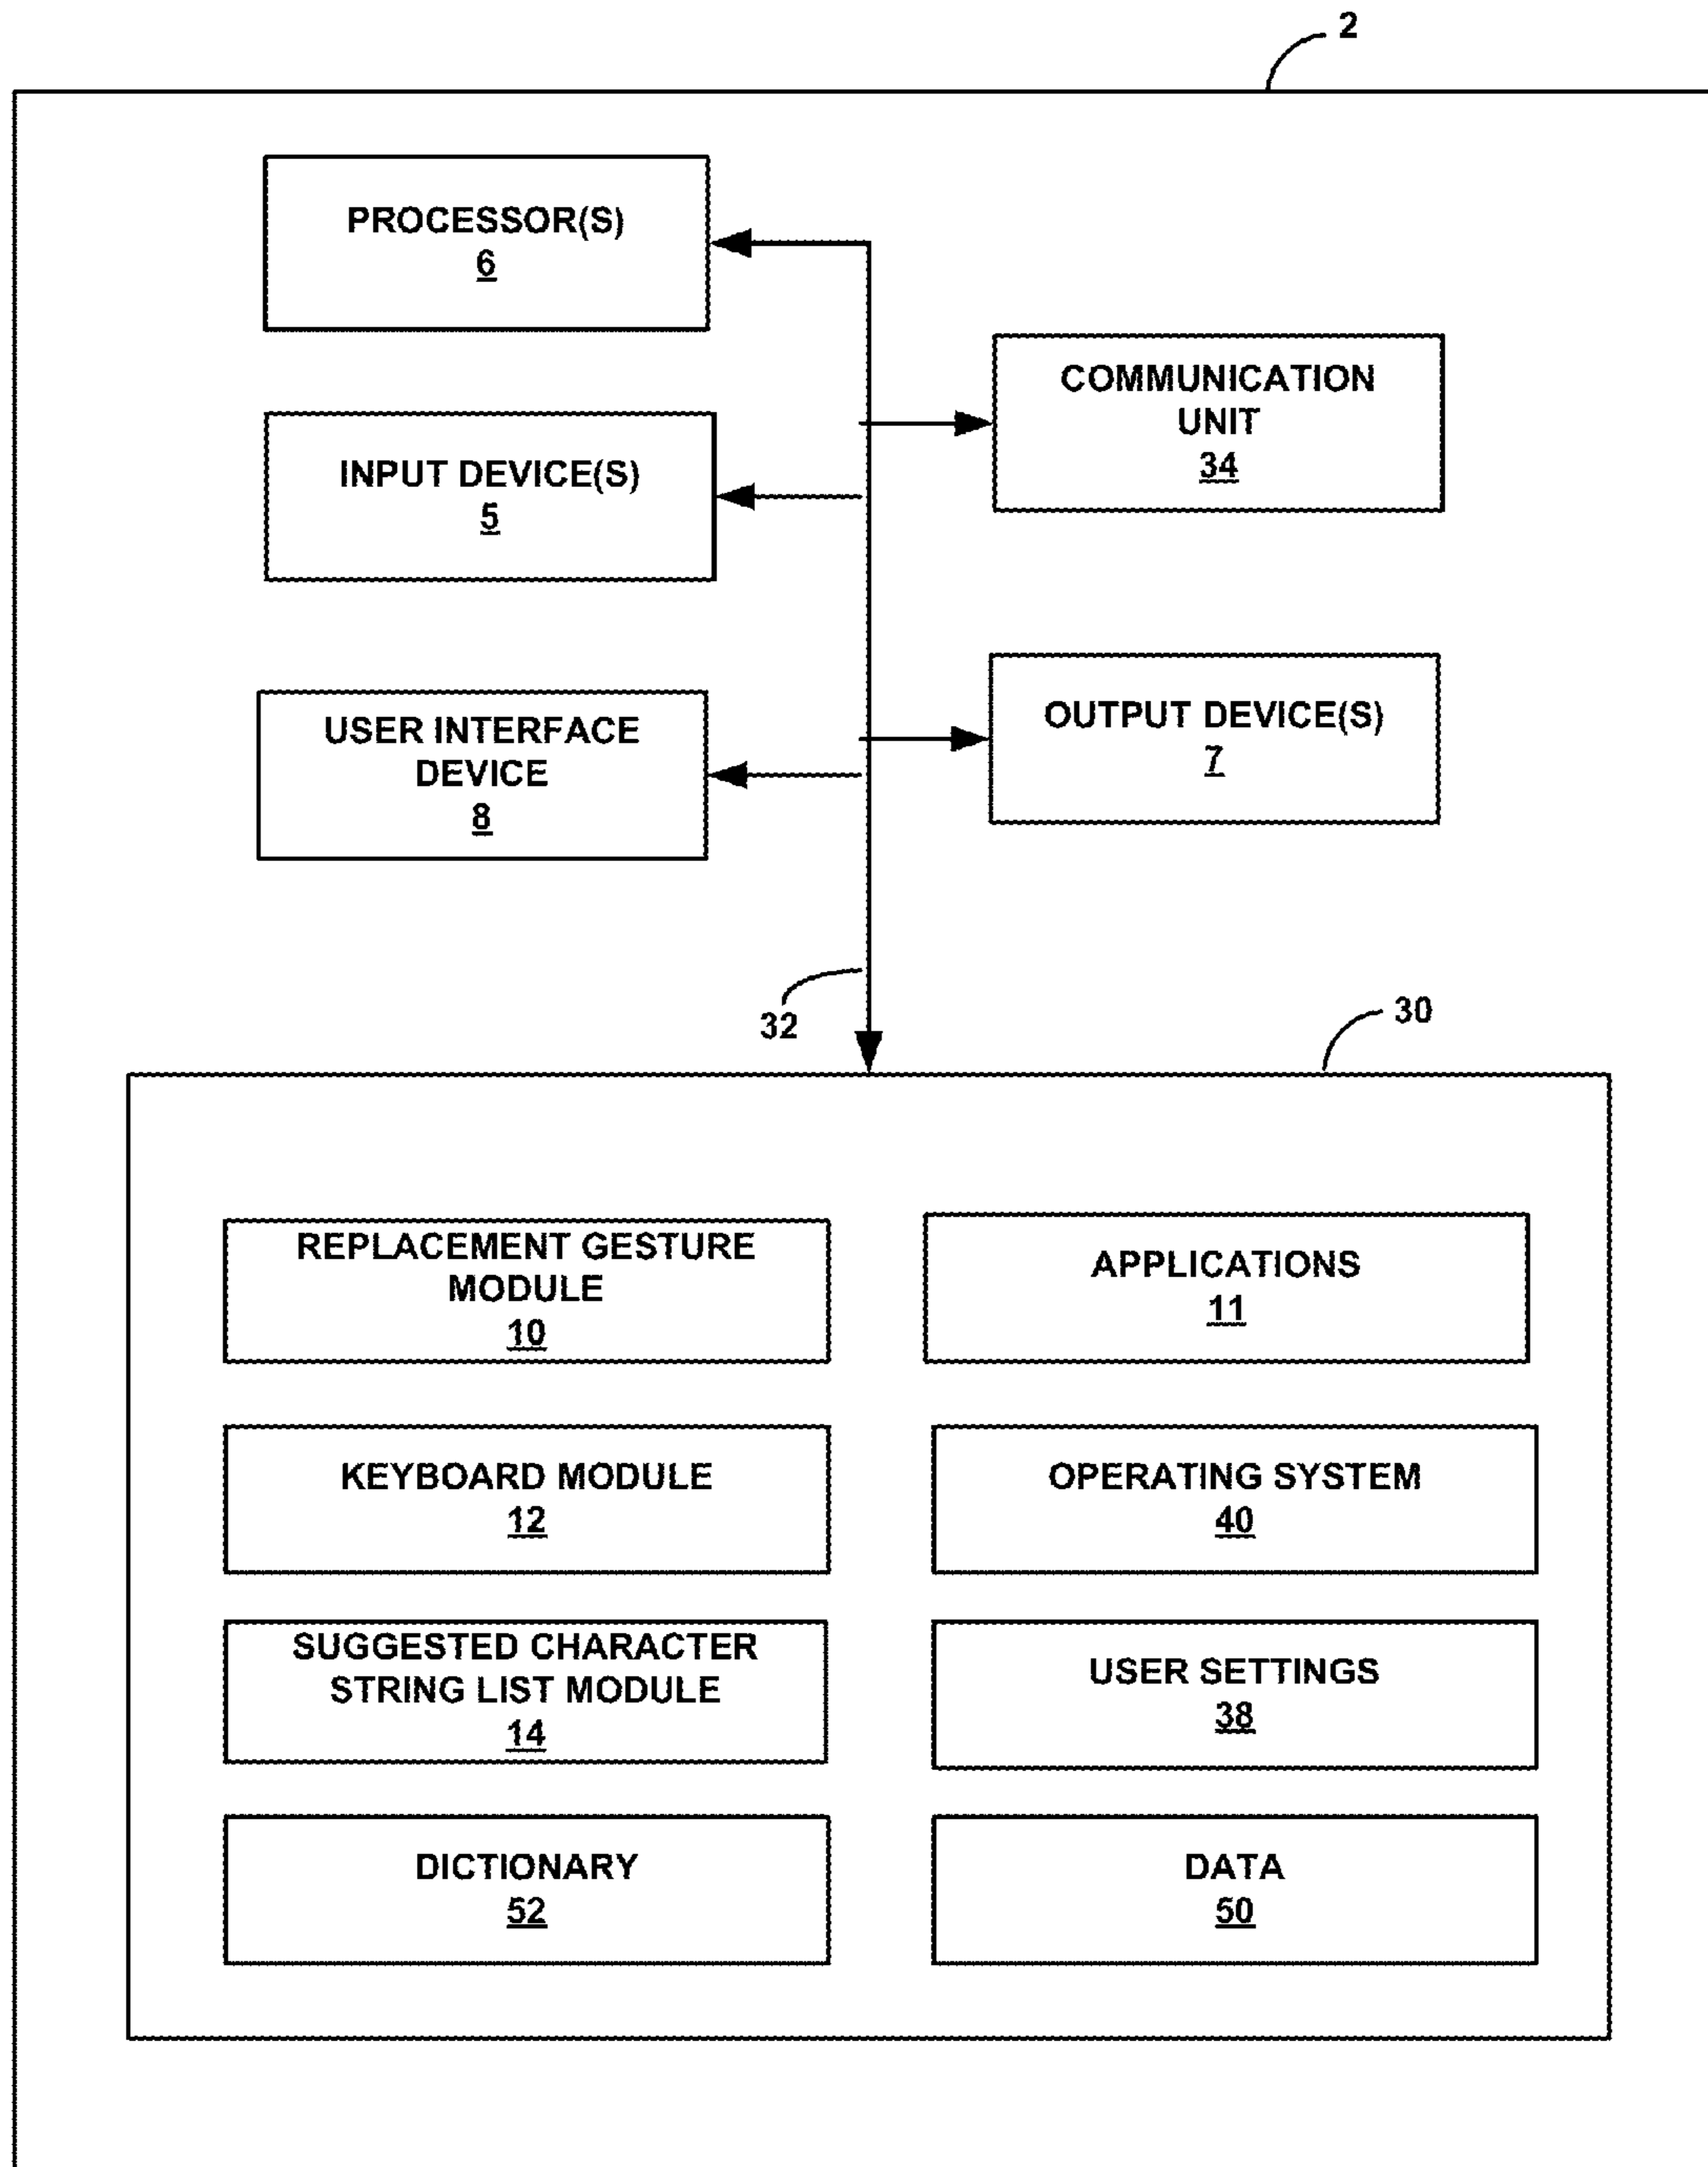 2
PROCESSOR(S)
6
COMMUNICATION
UNIT
34
INPUT DEVICE(S)
5
OUTPUT DEVICE(S)
7
USER INTERFACE
DEVICE
8
32
30
REPLACEMENT GESTURE
MODULE
10
APPLICATIONS
11
KEYBOARD MODULE
12
OPERATING SYSTEM
40
SUGGESTED CHARACTER
STRING LIST MODULE
14
USER SETTINGS
38
DICTIONARY
52
DATA
50